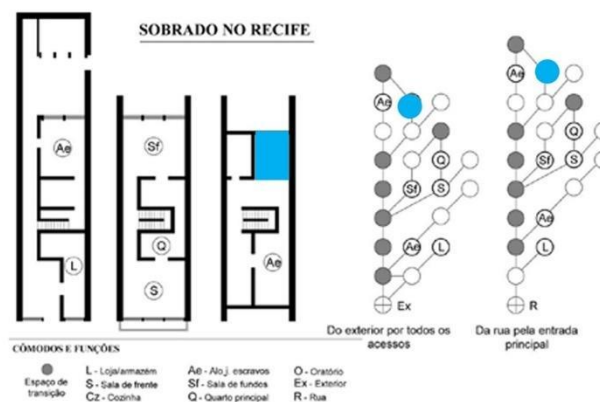 SOBRADO NO RECIFE
Ae
L
Sf
Q
S
Ae
Ae
Q
Sf
S
Ae
L
Ex
Do exterior por todos os
acessos
Ae
Q
Sf
S
Ae
L
R
Da rua pela entrada
principal
CÔMODOS E FUNÇÕES
Espaço de
transição
L - Loja/armazém
S - Sala de frente
Cz - Cozinha
Ae - Aloj. escravos
Sf - Sala de fundos
Q - Quarto principal
O - Oratório
Ex - Exterior
R - Rua